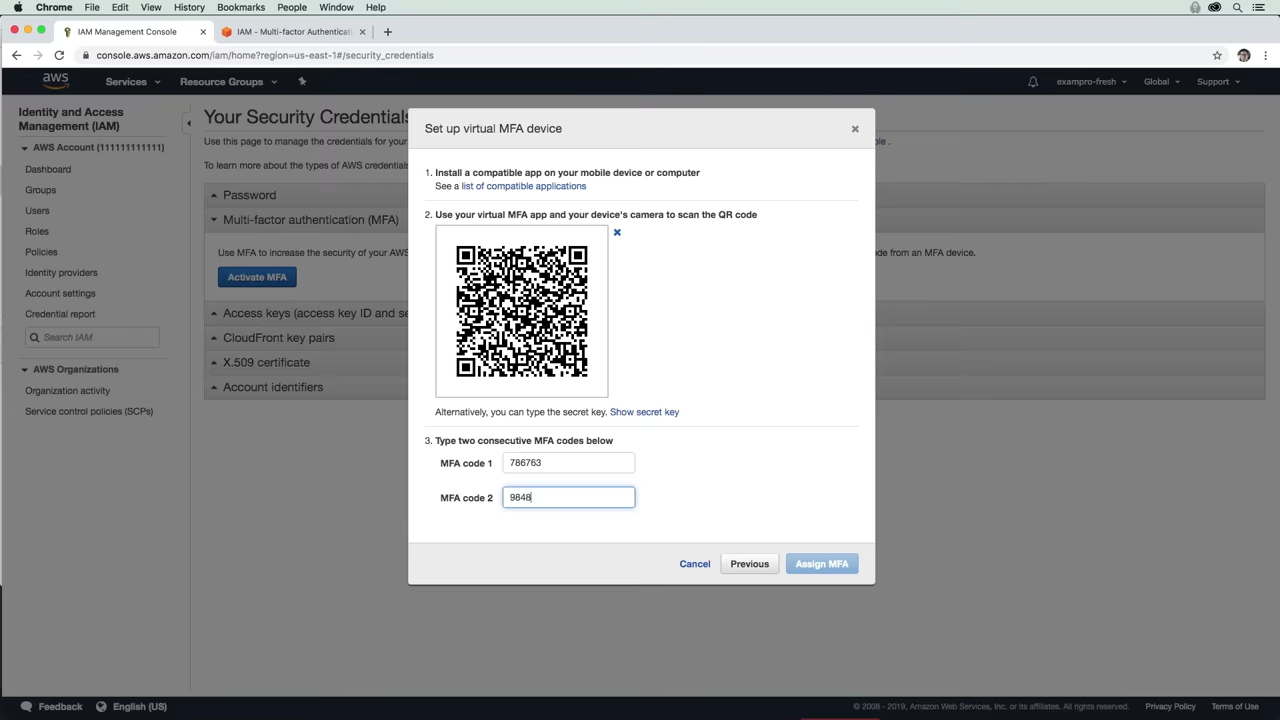 Chrome File Edit View History Bookmarks People Window Help
IAM Management Console
IAM - Multi-factor Authenticati
console.aws.amazon.com/iam/home?region=us-east-1#/security_credentials
aws Services Resource Groups exampro-fresh Global Support
Identity and Access
Management (IAM)
AWS Account (111111111111)
Dashboard
Groups
Users
Roles
Policies
Identity providers
Account settings
Credential report
Search IAM
AWS Organizations
Organization activity
Service control policies (SCPs)
Your Security Credentials
Use this page to manage the credentials for your
le .
To learn more about the types of AWS credentials
Password
Multi-factor authentication (MFA)
Use MFA to increase the security of your AWS
de from an MFA device.
Activate MFA
Access keys (access key ID and se
CloudFront key pairs
X.509 certificate
Account identifiers
Set up virtual MFA device
1. Install a compatible app on your mobile device or computer
See a list of compatible applications
2. Use your virtual MFA app and your device's camera to scan the QR code
Alternatively, you can type the secret key. Show secret key
3. Type two consecutive MFA codes below
MFA code 1 786763
MFA code 2 9848
Cancel Previous Assign MFA
Feedback English (US)
© 2008 - 2019, Amazon Web Services, Inc. or its affiliates. All rights reserved. Privacy Policy Terms of Use